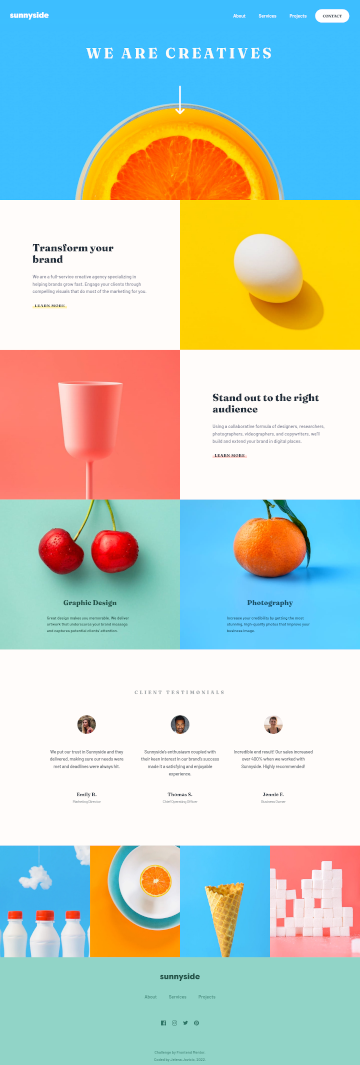 sunnyside
About Services Projects CONTACT
WE ARE CREATIVES
Transform your
brand
We are a full-service creative agency specializing in
helping brands grow fast. Engage your clients through
compelling visuals that do most of the marketing for you.
LEARN MORE
Stand out to the right
audience
Using a collaborative formula of designers, researchers,
photographers, videographers, and copywriters, we'll
build and extend your brand in digital places.
LEARN MORE
Graphic Design
Great design makes you memorable. We deliver
artwork that underscores your brand message
and captures potential clients' attention.
Photography
Increase your credibility by getting the most
stunning, high-quality photos that improve your
business image.
CLIENT TESTIMONIALS
We put our trust in Sunnyside and they
delivered, making sure our needs were
met and deadlines were always hit.
Emily R.
Marketing Director
Sunnyside's enthusiasm coupled with
their keen interest in our brand's success
made it a satisfying and enjoyable
experience.
Thomas S.
Chief Operating Officer
Incredible end result! Our sales increased
over 400% when we worked with
Sunnyside. Highly recommended!
Jennie F.
Business Owner
sunnyside
About Services Projects